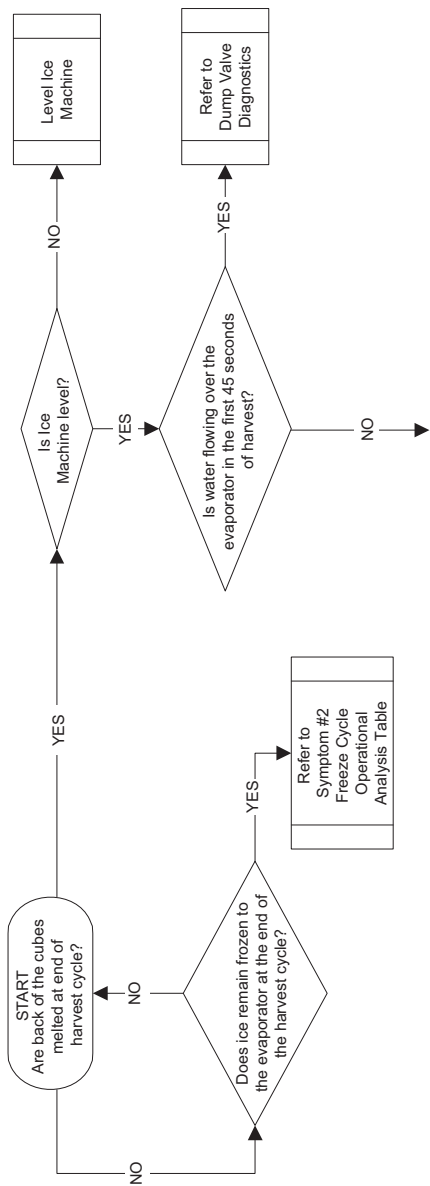 START
Are back of the cubes
melted at end of
harvest cycle?
YES
NO
Is Ice
Machine level?
NO
Level Ice
Machine
YES
Does ice remain frozen to
the evaporator at the end of
the harvest cycle?
NO
YES
Refer to
Symptom #2
Freeze Cycle
Operational
Analysis Table
Is water flowing over the
evaporator in the first 45 seconds
of harvest?
YES
Refer to
Dump Valve
Diagnostics
NO